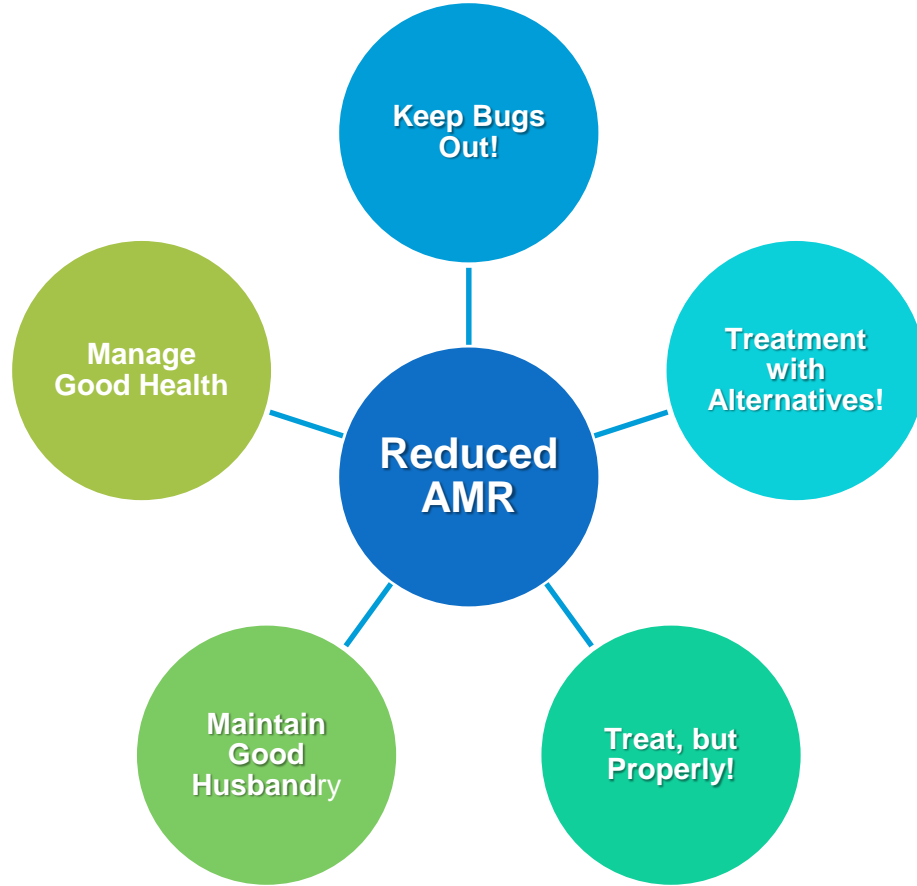 Keep Bugs
Out!
Treatment
with
Alternatives!
Manage
Good Health
Reduced
AMR
Maintain
Good
Husbandry
Treat, but
Properly!